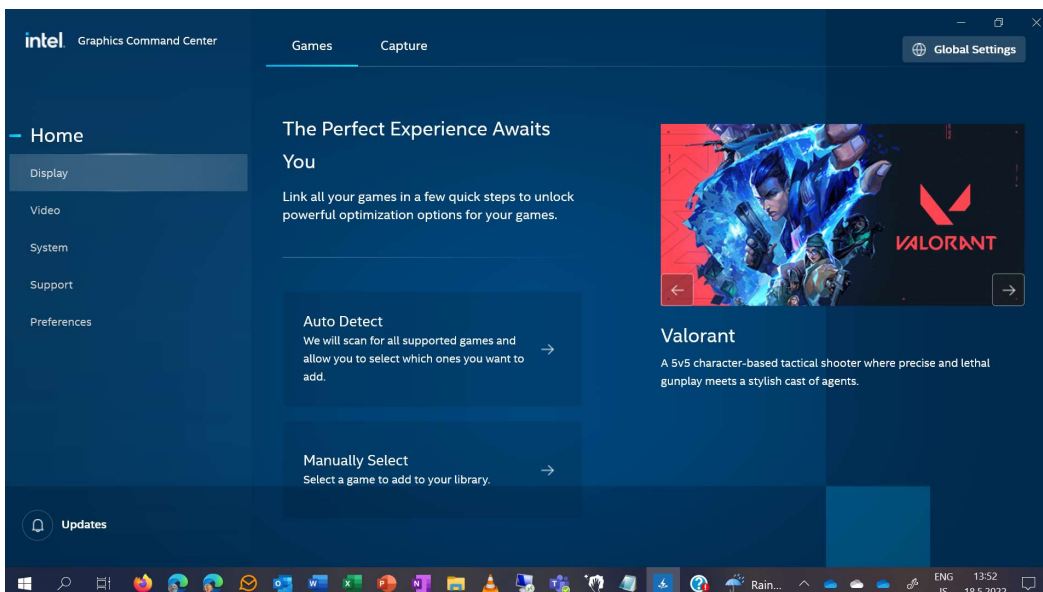 intel. Graphics Command Center
Games
Capture
Global Settings
Home
Display
Video
System
Support
Preferences
Updates
The Perfect Experience Awaits
You
Link all your games in a few quick steps to unlock
powerful optimization options for your games.
Auto Detect
We will scan for all supported games and
allow you to select which ones you want to
add.
Manually Select
Select a game to add to your library.
VALORANT
Valorant
A 5v5 character-based tactical shooter where precise and lethal
gunplay meets a stylish cast of agents.
Rain...
ENG
IS
13:52
18.5.2022